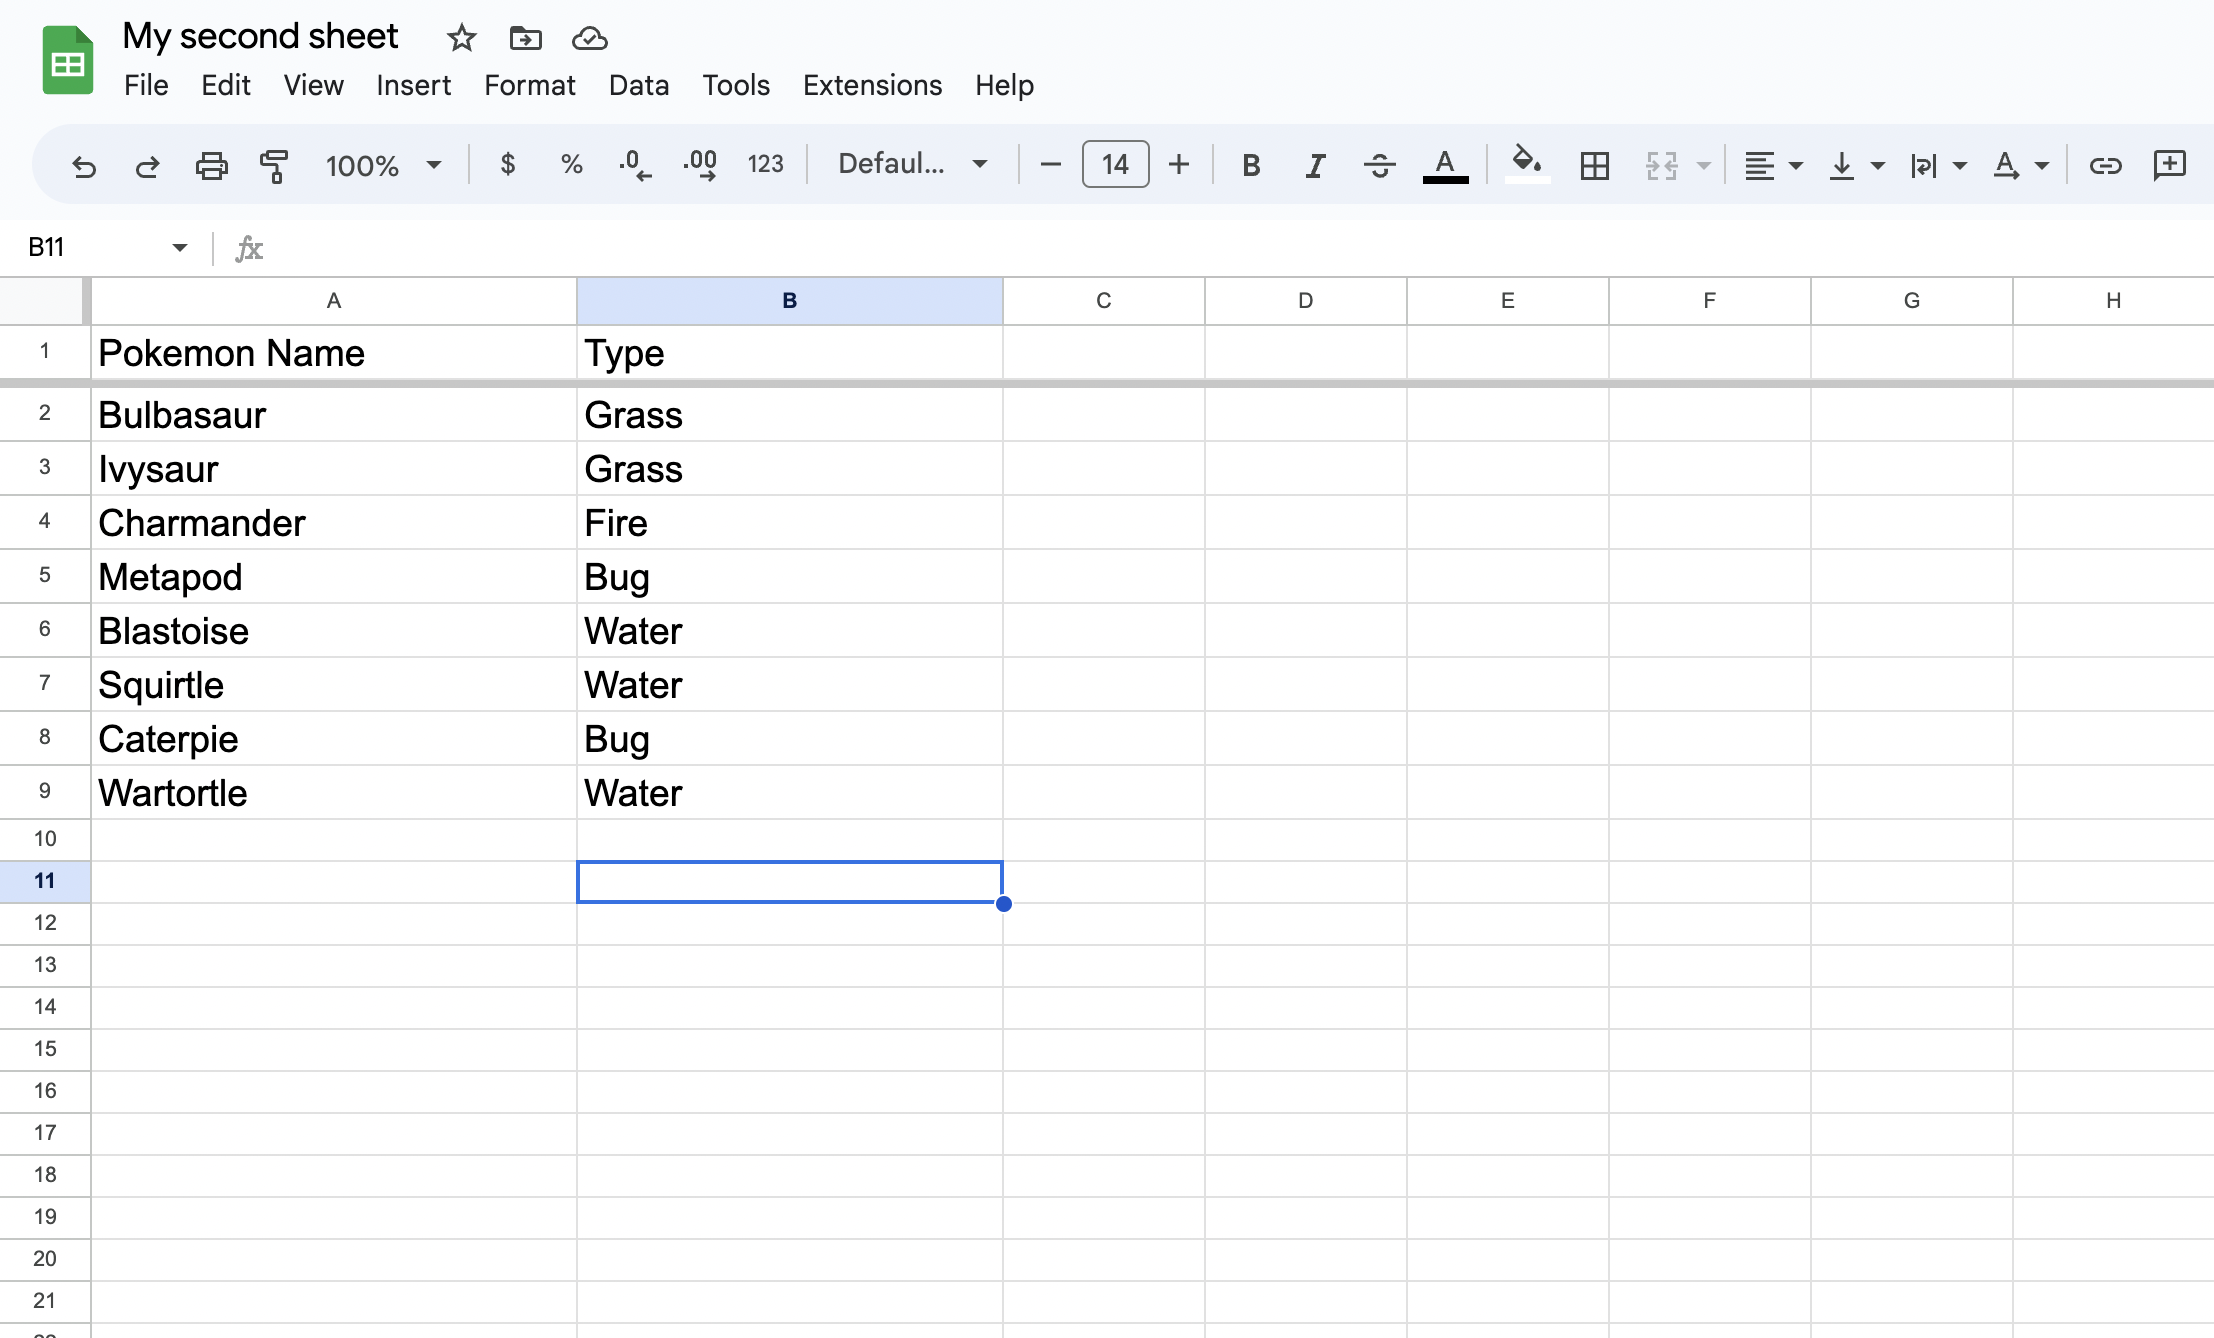 My second sheet
File Edit View Insert Format Data Tools Extensions Help
100% $ % .0 .00 123 Defaul... 14 B I S A A
B11 fx
A B C D E F G H
1 Pokemon Name Type
2 Bulbasaur Grass
3 Ivysaur Grass
4 Charmander Fire
5 Metapod Bug
6 Blastoise Water
7 Squirtle Water
8 Caterpie Bug
9 Wartortle Water
10
11
12
13
14
15
16
17
18
19
20
21